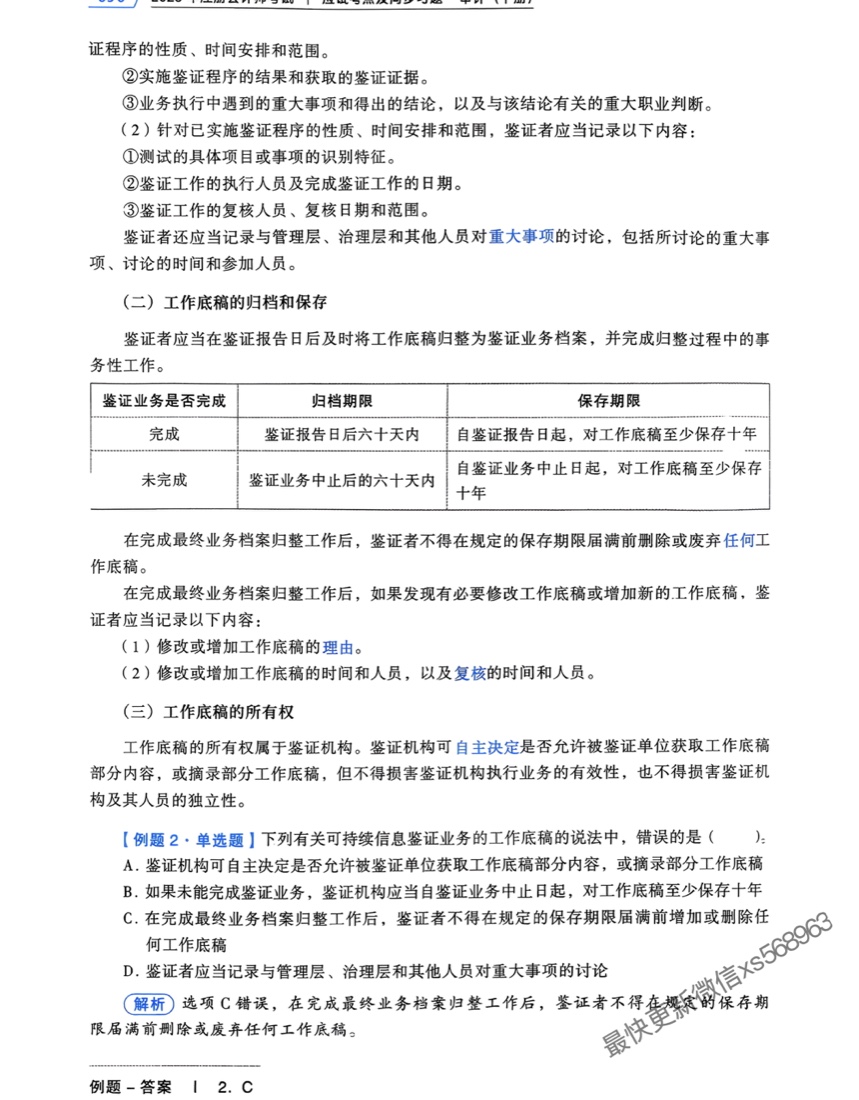 证程序的性质、时间安排和范围。
②实施鉴证程序的结果和获取的鉴证证据。
③业务执行中遇到的重大事项和得出的结论，以及与该结论有关的重大职业判断。
（2）针对已实施鉴证程序的性质、时间安排和范围，鉴证者应当记录以下内容：
①测试的具体项目或事项的识别特征。
②鉴证工作的执行人员及完成鉴证工作的日期。
③鉴证工作的复核人员、复核日期和范围。
鉴证者还应当记录与管理层、治理层和其他人员对重大事项的讨论，包括所讨论的重大事
项、讨论的时间和参加人员。
（二）工作底稿的归档和保存
鉴证者应当在鉴证报告日后及时将工作底稿归整为鉴证业务档案，并完成归整过程中的事
务性工作。
鉴证业务是否完成 归档期限 保存期限
完成 鉴证报告日后六十天内 自鉴证报告日起，对工作底稿至少保存十年
未完成 鉴证业务中止后的六十天内 自鉴证业务中止日起，对工作底稿至少保存
十年
在完成最终业务档案归整工作后，鉴证者不得在规定的保存期限届满前删除或废弃任何工
作底稿。
在完成最终业务档案归整工作后，如果发现有必要修改工作底稿或增加新的工作底稿，鉴
证者应当记录以下内容：
（1）修改或增加工作底稿的理由。
（2）修改或增加工作底稿的时间和人员，以及复核的时间和人员。
（三）工作底稿的所有权
工作底稿的所有权属于鉴证机构。鉴证机构可自主决定是否允许被鉴证单位获取工作底稿
部分内容，或摘录部分工作底稿，但不得损害鉴证机构执行业务的有效性，也不得损害鉴证机
构及其人员的独立性。
【例题2·单选题】下列有关可持续信息鉴证业务的工作底稿的说法中，错误的是（　　）。
A. 鉴证机构可自主决定是否允许被鉴证单位获取工作底稿部分内容，或摘录部分工作底稿
B. 如果未能完成鉴证业务，鉴证机构应当自鉴证业务中止日起，对工作底稿至少保存十年
C. 在完成最终业务档案归整工作后，鉴证者不得在规定的保存期限届满前增加或删除任
何工作底稿
D. 鉴证者应当记录与管理层、治理层和其他人员对重大事项的讨论
解析 选项C错误，在完成最终业务档案归整工作后，鉴证者不得在规定的保存期
限届满前删除或废弃任何工作底稿。
最快更新微信xs568963
例题－答案 | 2. C